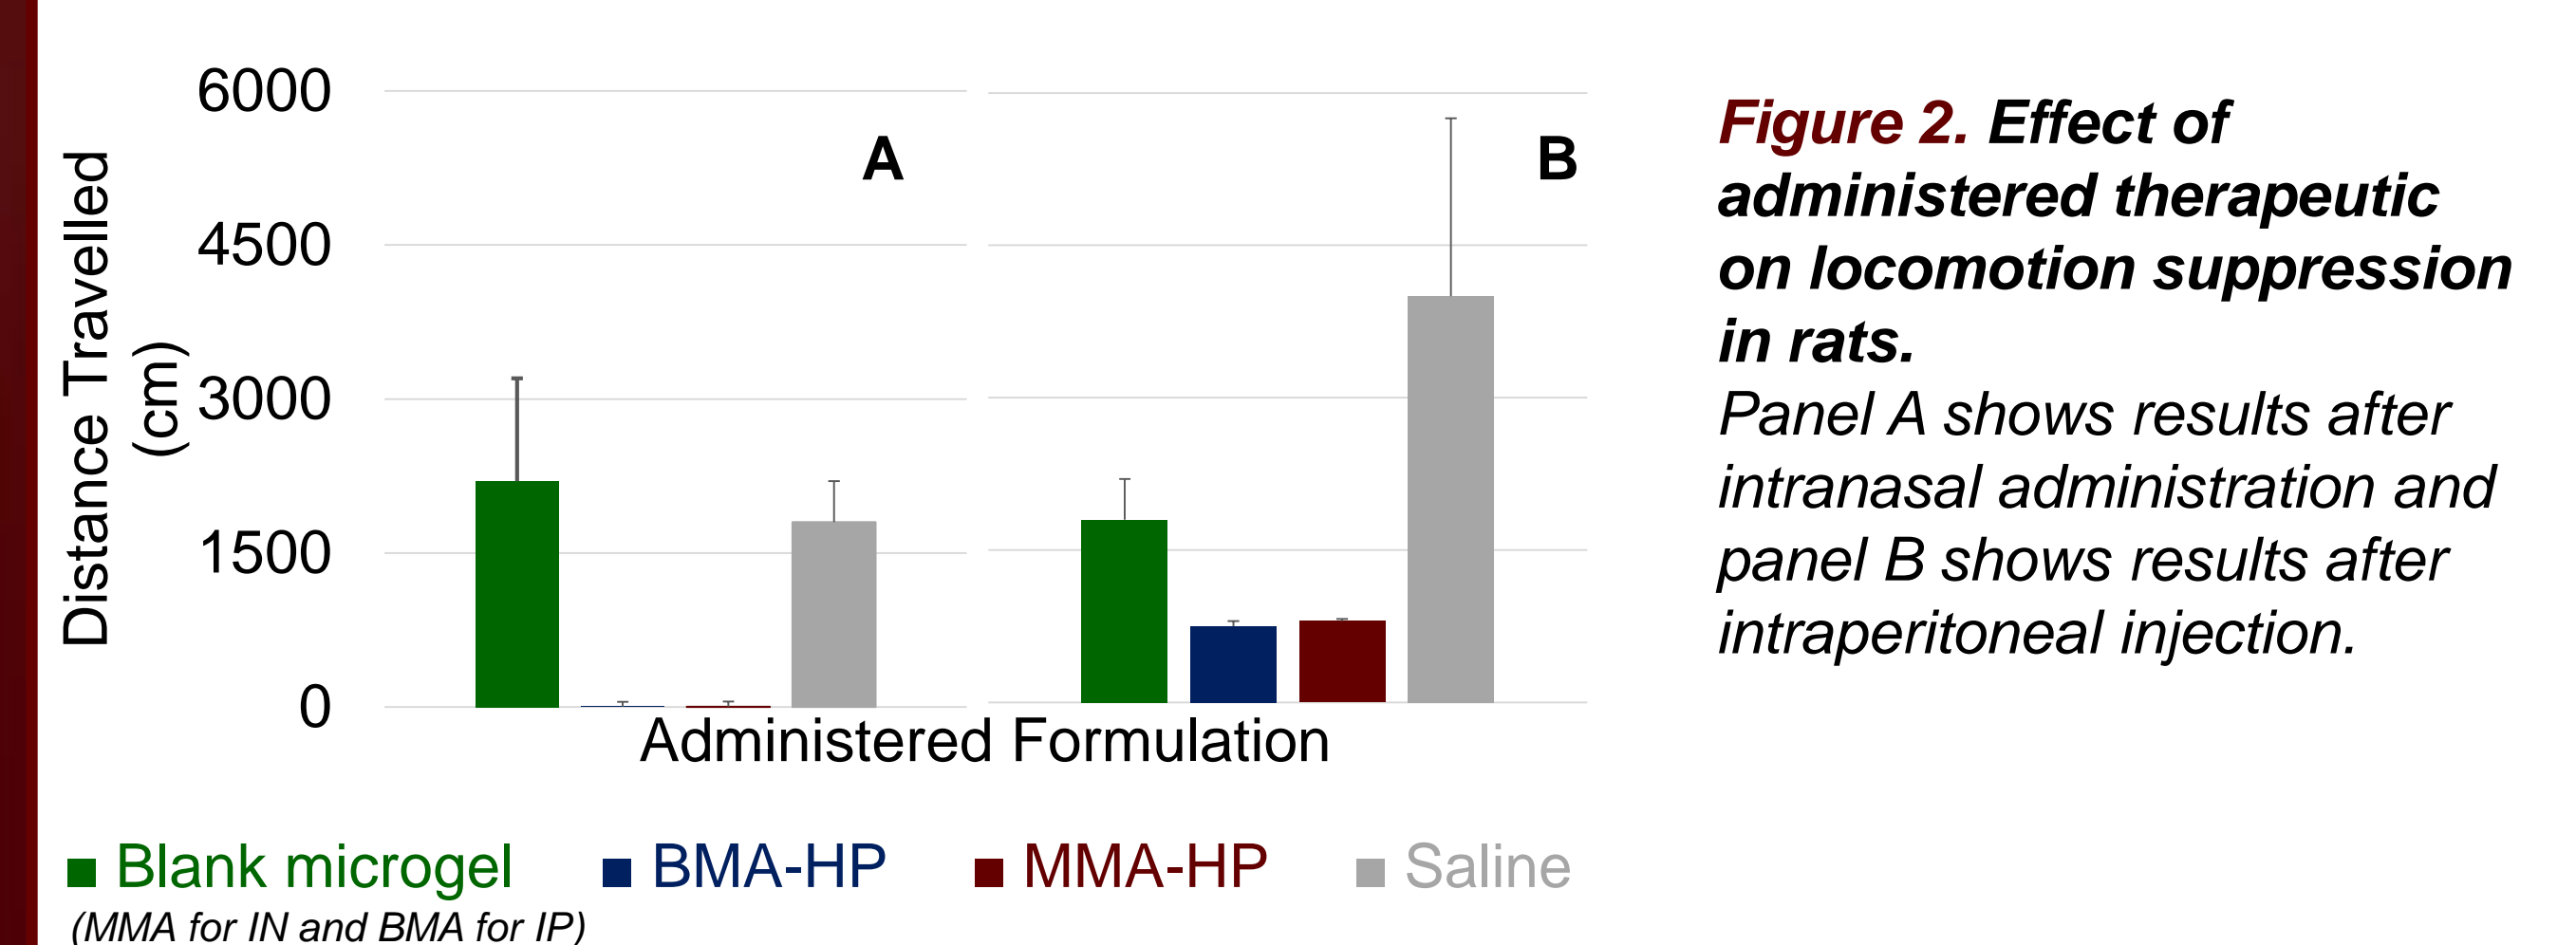 6000
4500
3000
1500
0
Distance Travelled
(cm)
A
B
Administered Formulation
Blank microgel
BMA-HP
MMA-HP
Saline
(MMA for IN and BMA for IP)
Figure 2. Effect of
administered therapeutic
on locomotion suppression
in rats.
Panel A shows results after
intranasal administration and
panel B shows results after
intraperitoneal injection.